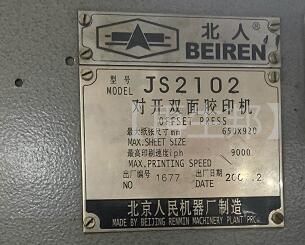 北人
BEIREN
型号
MODEL JS2102
对开双面胶印机
OFFSET PRESS
最大纸张尺寸mm 650X920
MAX.SHEET SIZE
最高印刷速度iph 9000
MAX.PRINTING SPEED
出厂编号 1677 出厂日期
北京人民机器厂制造
MADE BY BEIJING RENMIN MACHINERY PLANT PRC